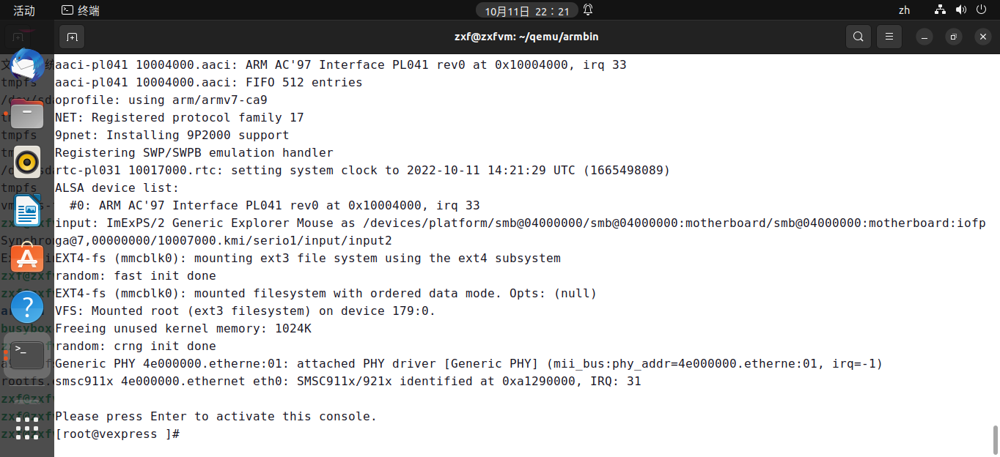 活动 终端 10月11日 22：21 zh
zxf@zxfvm: ~/qemu/armbin
aaci-pl041 10004000.aaci: ARM AC'97 Interface PL041 rev0 at 0x10004000, irq 33
tmpfs aaci-pl041 10004000.aaci: FIFO 512 entries
oprofile: using arm/armv7-ca9
NET: Registered protocol family 17
tmpfs 9pnet: Installing 9P2000 support
Registering SWP/SWPB emulation handler
rtc-pl031 10017000.rtc: setting system clock to 2022-10-11 14:21:29 UTC (1665498089)
tmpfs ALSA device list:
#0: ARM AC'97 Interface PL041 rev0 at 0x10004000, irq 33
input: ImExPS/2 Generic Explorer Mouse as /devices/platform/smb@04000000/smb@04000000:motherboard/smb@04000000:motherboard:iofp
ga@7,00000000/10007000.kmi/serio1/input/input2
EXT4-fs (mmcblk0): mounting ext3 file system using the ext4 subsystem
random: fast init done
EXT4-fs (mmcblk0): mounted filesystem with ordered data mode. Opts: (null)
VFS: Mounted root (ext3 filesystem) on device 179:0.
busybox Freeing unused kernel memory: 1024K
random: crng init done
Generic PHY 4e000000.etherne:01: attached PHY driver [Generic PHY] (mii_bus:phy_addr=4e000000.etherne:01, irq=-1)
smsc911x 4e000000.ethernet eth0: SMSC911x/921x identified at 0xa1290000, IRQ: 31
Please press Enter to activate this console.
[root@vexpress ]#